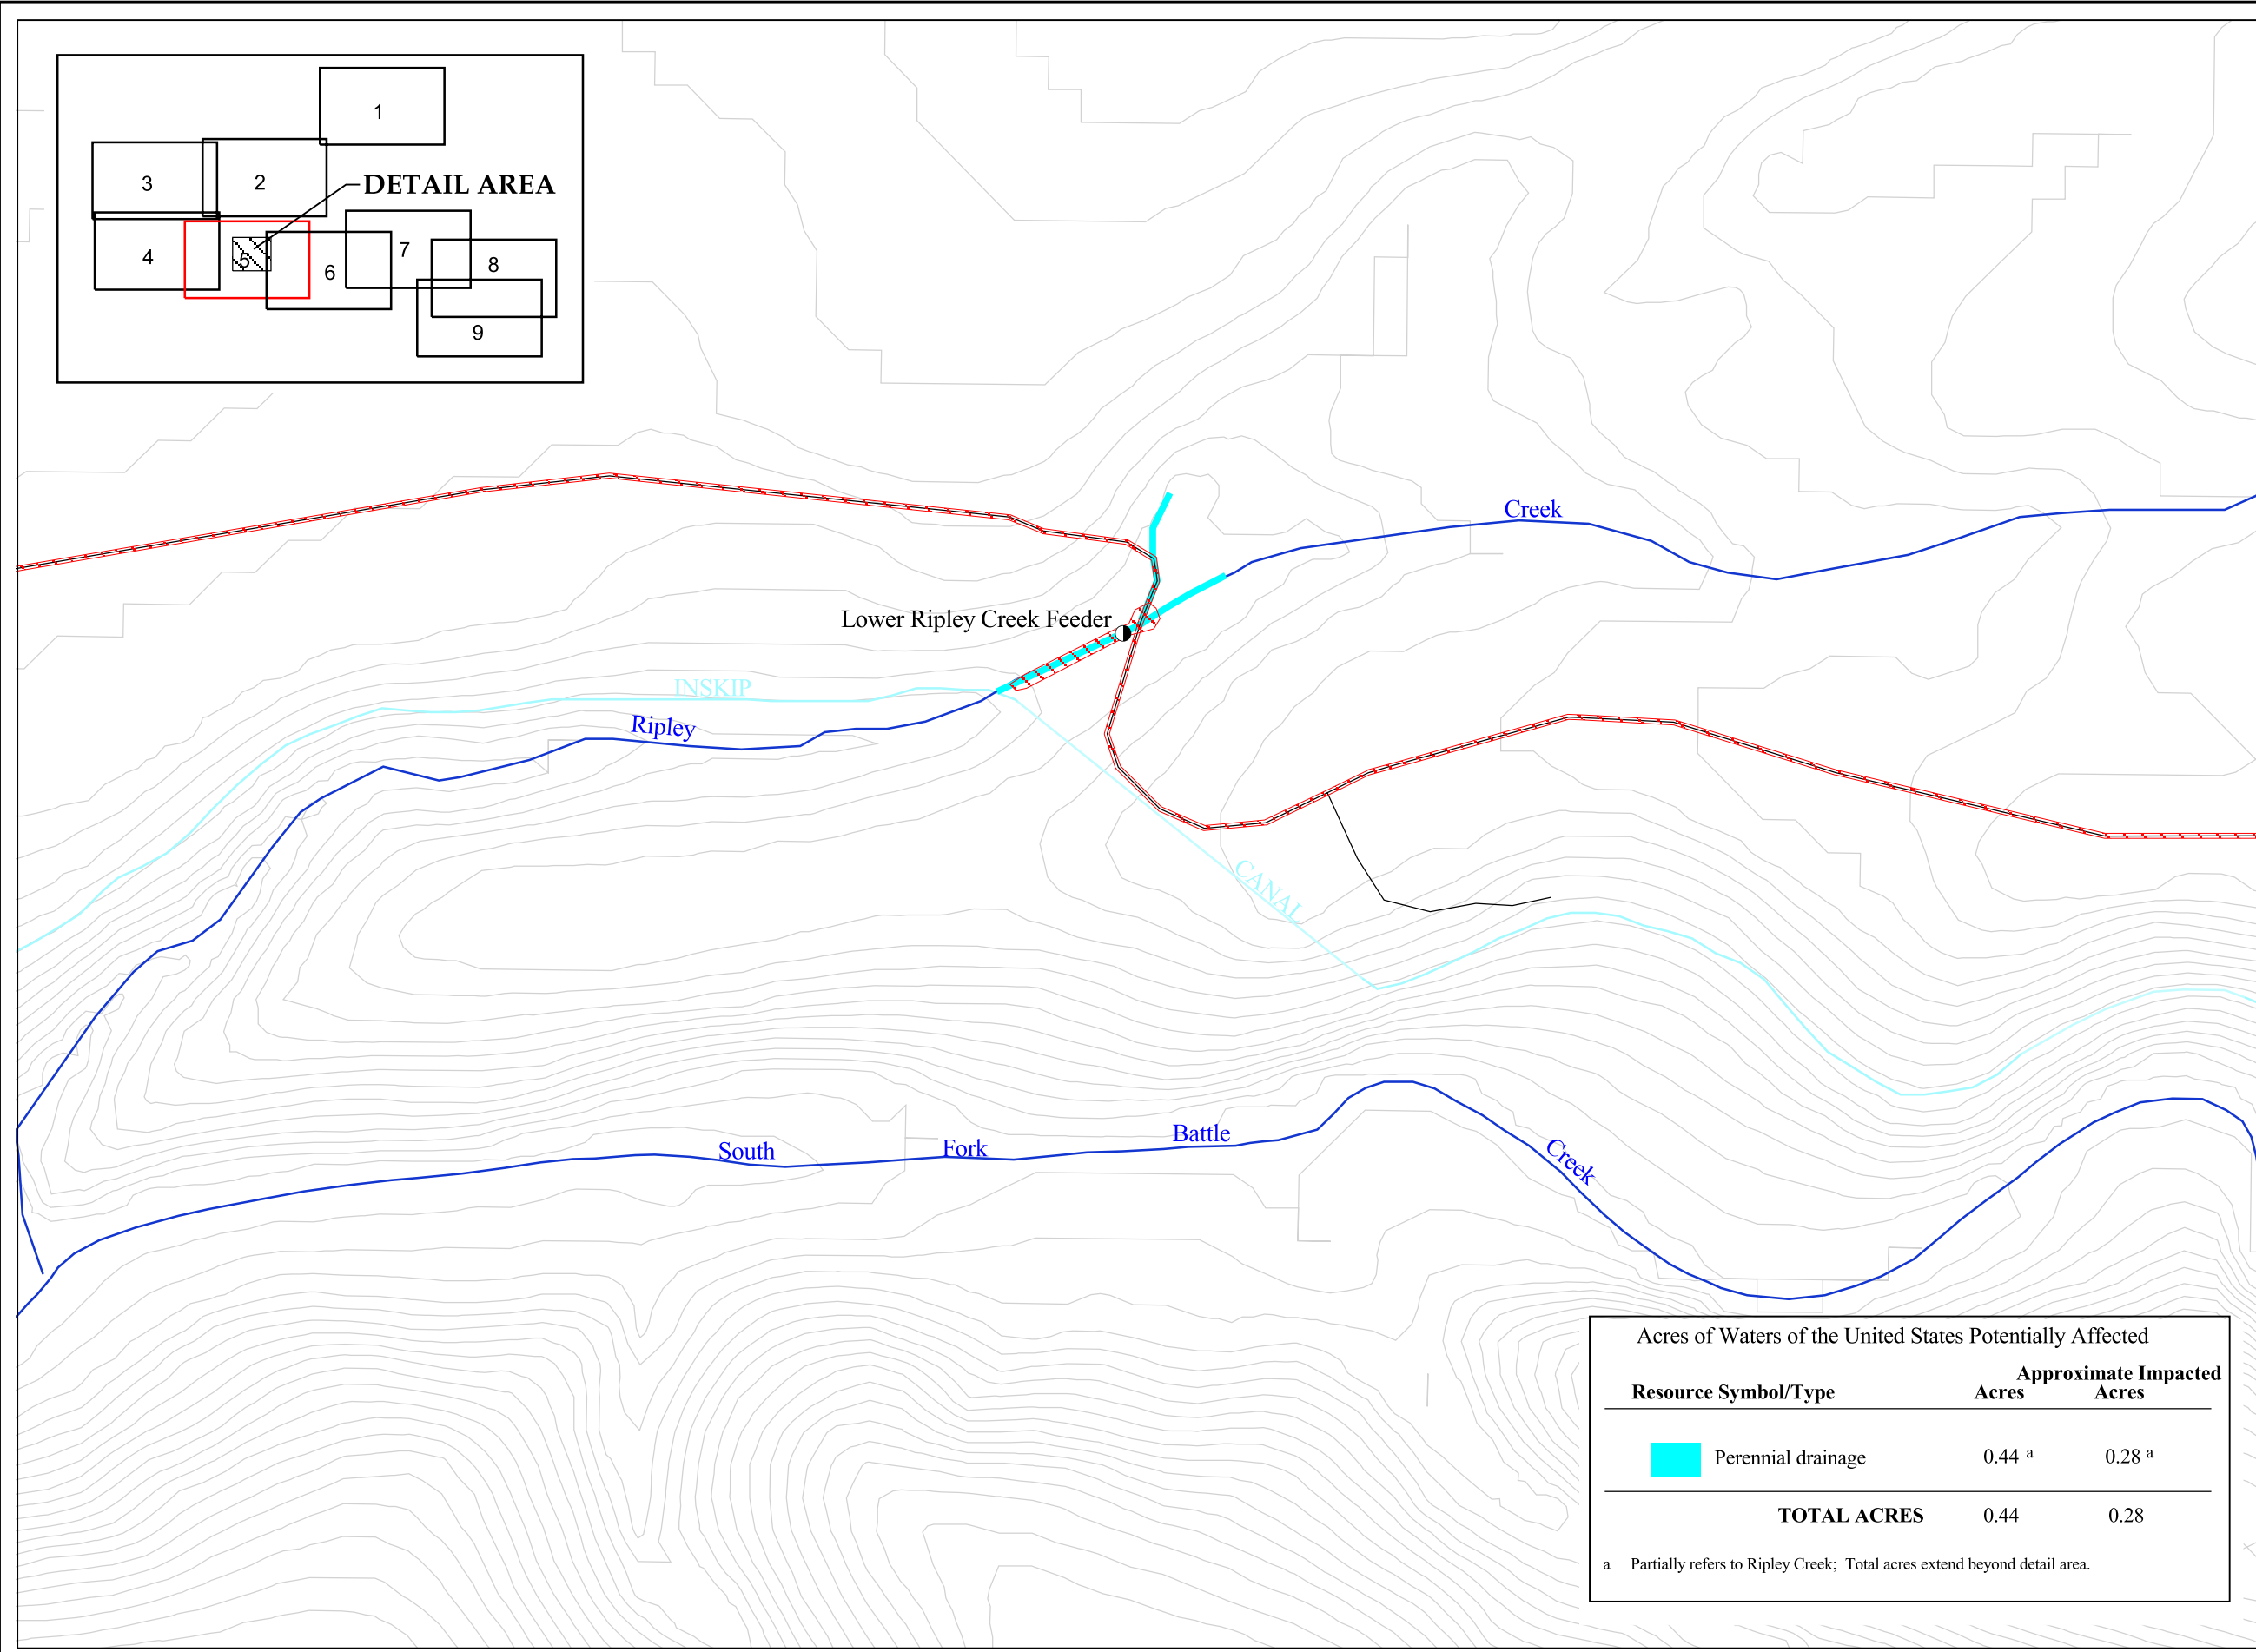 1
3
2
DETAIL AREA
4
5
6
7
8
9
Creek
Lower Ripley Creek Feeder
INSKIP
Ripley
CANAL
South
Fork
Battle
Creek
Acres of Waters of the United States Potentially Affected
Approximate Impacted
Resource Symbol/Type Acres Acres
Perennial drainage 0.44 a 0.28 a
TOTAL ACRES 0.44 0.28
a Partially refers to Ripley Creek; Total acres extend beyond detail area.